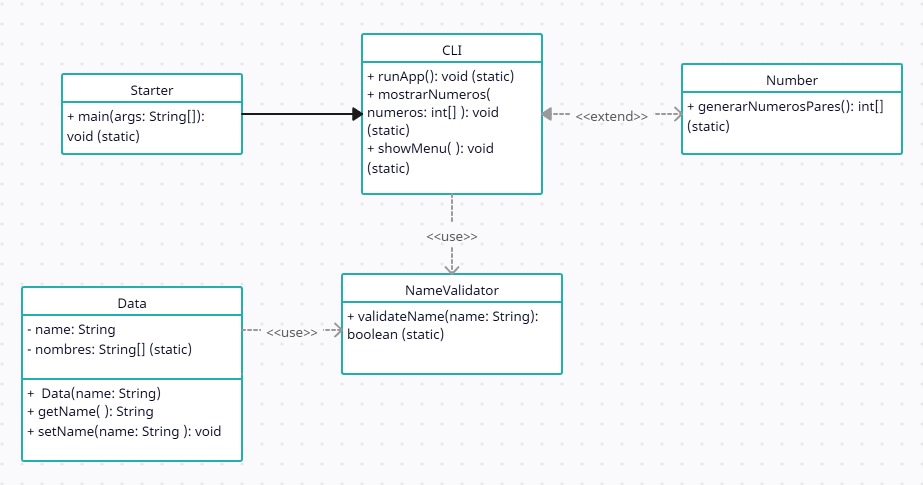 CLI
+ runApp(): void (static)
+ mostrarNumeros(
numeros: int[] ): void
(static)
+ showMenu( ): void
(static)
Starter
+ main(args: String[]):
void (static)
Number
+ generarNumerosPares(): int[]
(static)
<<extend>>
<<use>>
NameValidator
+ validateName(name: String):
boolean (static)
Data
- name: String
- nombres: String[] (static)
+  Data(name: String)
+ getName( ): String
+ setName(name: String ): void
<<use>>